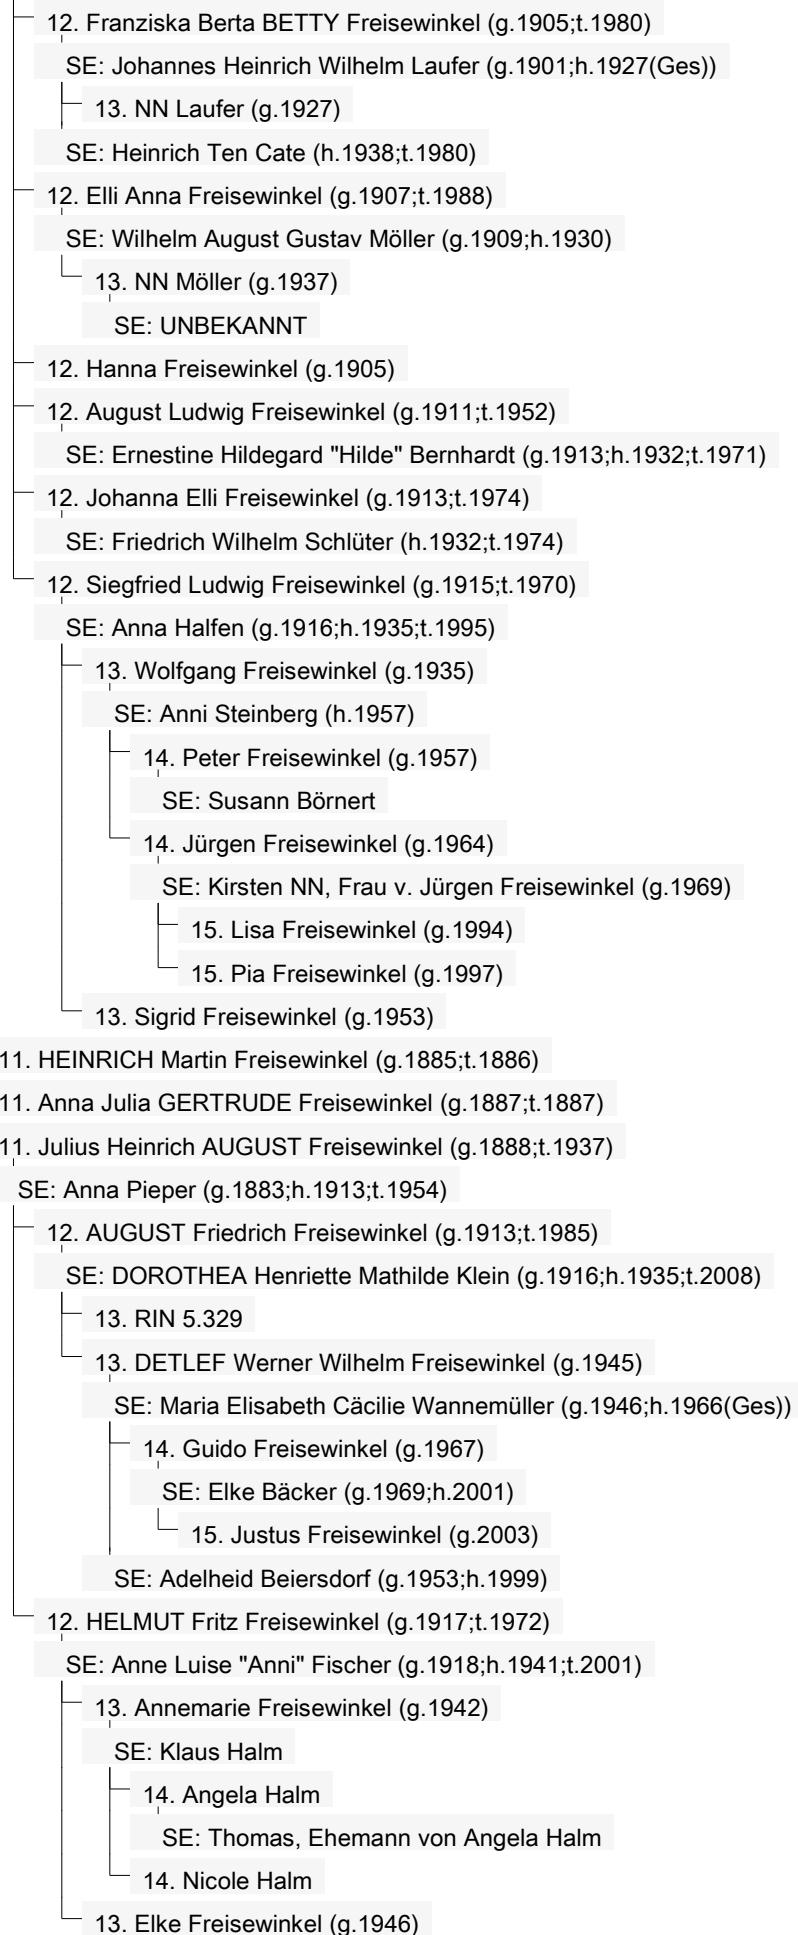 12. Franziska Berta BETTY Freisewinkel (g.1905;t.1980)
SE: Johannes Heinrich Wilhelm Laufer (g.1901;h.1927(Ges))
13. NN Laufer (g.1927)
SE: Heinrich Ten Cate (h.1938;t.1980)
12. Elli Anna Freisewinkel (g.1907;t.1988)
SE: Wilhelm August Gustav Möller (g.1909;h.1930)
13. NN Möller (g.1937)
SE: UNBEKANNT
12. Hanna Freisewinkel (g.1905)
12. August Ludwig Freisewinkel (g.1911;t.1952)
SE: Ernestine Hildegard "Hilde" Bernhardt (g.1913;h.1932;t.1971)
12. Johanna Elli Freisewinkel (g.1913;t.1974)
SE: Friedrich Wilhelm Schlüter (h.1932;t.1974)
12. Siegfried Ludwig Freisewinkel (g.1915;t.1970)
SE: Anna Halfen (g.1916;h.1935;t.1995)
13. Wolfgang Freisewinkel (g.1935)
SE: Anni Steinberg (h.1957)
14. Peter Freisewinkel (g.1957)
SE: Susann Börnert
14. Jürgen Freisewinkel (g.1964)
SE: Kirsten NN, Frau v. Jürgen Freisewinkel (g.1969)
15. Lisa Freisewinkel (g.1994)
15. Pia Freisewinkel (g.1997)
13. Sigrid Freisewinkel (g.1953)
11. HEINRICH Martin Freisewinkel (g.1885;t.1886)
11. Anna Julia GERTRUDE Freisewinkel (g.1887;t.1887)
11. Julius Heinrich AUGUST Freisewinkel (g.1888;t.1937)
SE: Anna Pieper (g.1883;h.1913;t.1954)
12. AUGUST Friedrich Freisewinkel (g.1913;t.1985)
SE: DOROTHEA Henriette Mathilde Klein (g.1916;h.1935;t.2008)
13. RIN 5.329
13. DETLEF Werner Wilhelm Freisewinkel (g.1945)
SE: Maria Elisabeth Cäcilie Wannemüller (g.1946;h.1966(Ges))
14. Guido Freisewinkel (g.1967)
SE: Elke Bäcker (g.1969;h.2001)
15. Justus Freisewinkel (g.2003)
SE: Adelheid Beiersdorf (g.1953;h.1999)
12. HELMUT Fritz Freisewinkel (g.1917;t.1972)
SE: Anne Luise "Anni" Fischer (g.1918;h.1941;t.2001)
13. Annemarie Freisewinkel (g.1942)
SE: Klaus Halm
14. Angela Halm
SE: Thomas, Ehemann von Angela Halm
14. Nicole Halm
13. Elke Freisewinkel (g.1946)